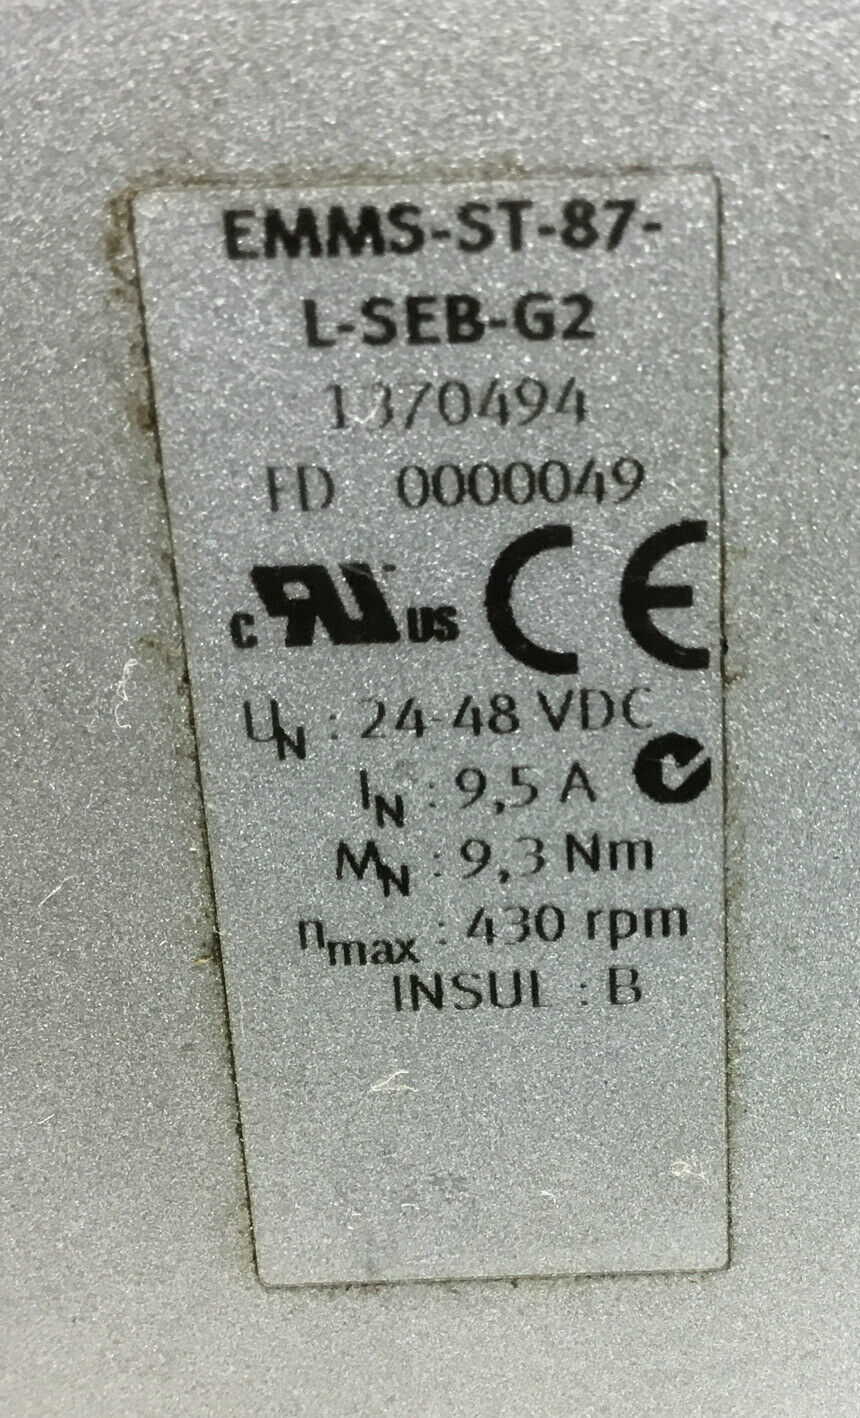 EMMS-ST-87-
L-SEB-G2
1370494
FD 0000049
c RU US CE
UN : 24-48 VDC
IN : 9,5 A
MN : 9,3 Nm
nmax : 430 rpm
INSUL : B